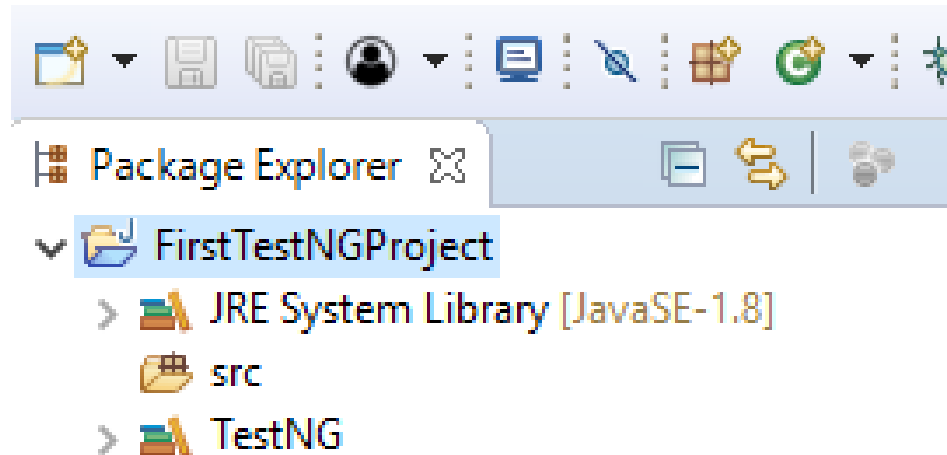 Package Explorer
FirstTestNGProject
JRE System Library [JavaSE-1.8]
src
TestNG